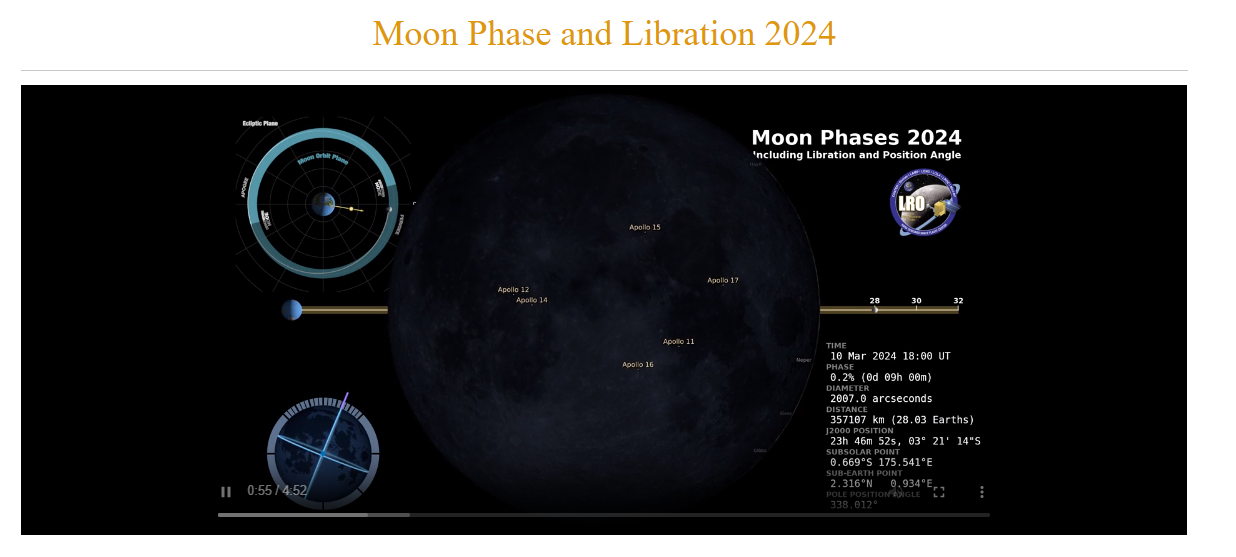 Moon Phase and Libration 2024
Ecliptic Plane
Moon Orbit Plane
APOGEE
PERIGEE
Moon Phases 2024
Including Libration and Position Angle
LRO
Apollo 15
Apollo 17
Apollo 12
Apollo 14
Apollo 11
Apollo 16
28 30 32
Neper
TIME
10 Mar 2024 18:00 UT
PHASE
0.2% (0d 09h 00m)
DIAMETER
2007.0 arcseconds
DISTANCE
357107 km (28.03 Earths)
J2000 POSITION
23h 46m 52s, 03° 21' 14"S
SUBSOLAR POINT
0.669°S 175.541°E
SUB-EARTH POINT
2.316°N 0.934°E
POLE POSITION ANGLE
338.012°
0:55 / 4:52